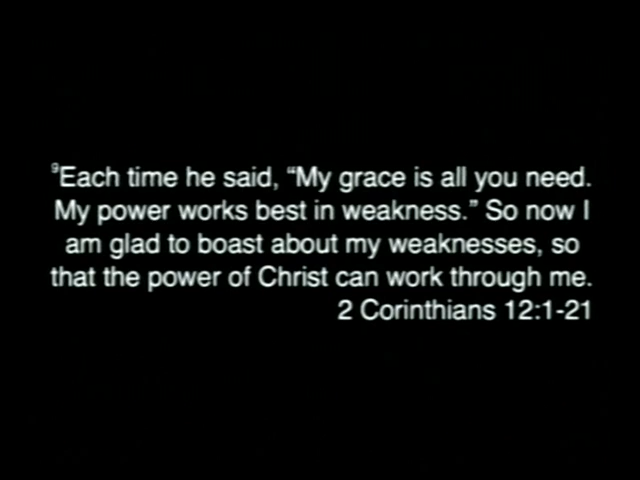 ⁹Each time he said, “My grace is all you need.
My power works best in weakness.” So now I
am glad to boast about my weaknesses, so
that the power of Christ can work through me.
2 Corinthians 12:1-21